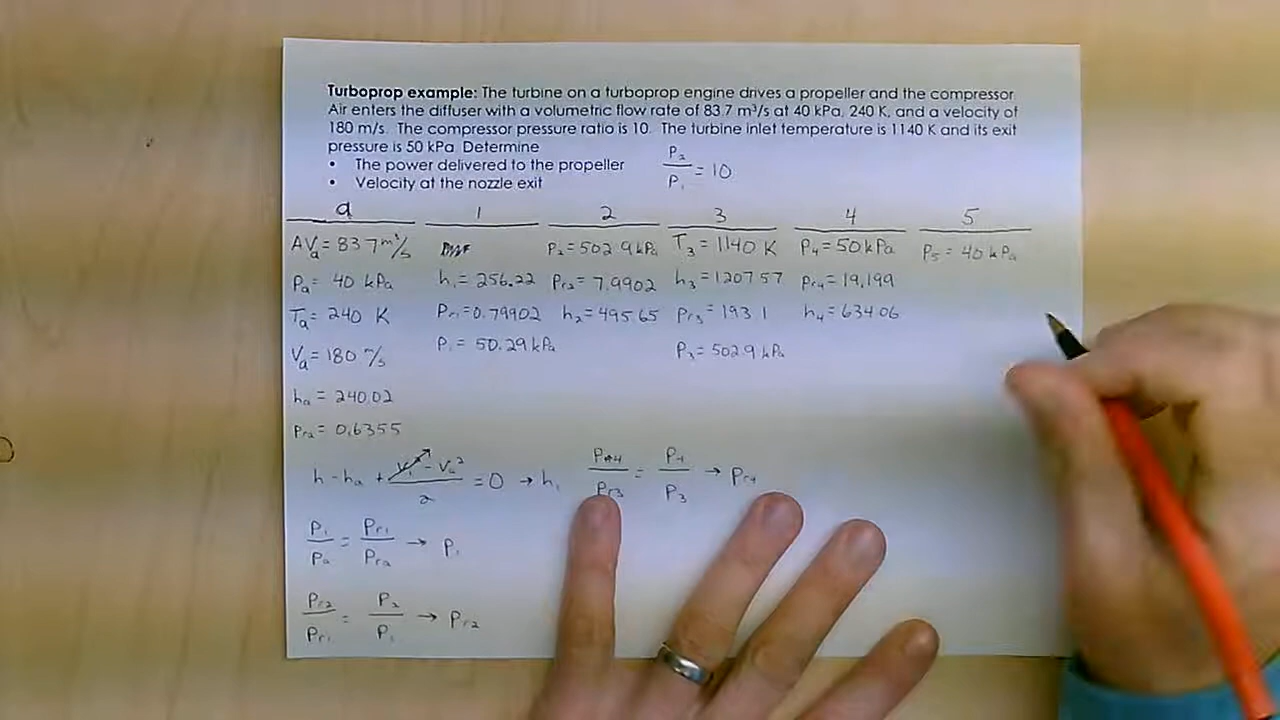 Turboprop example: The turbine on a turboprop engine drives a propeller and the compressor
Air enters the diffuser with a volumetric flow rate of 83 7 m³/s at 40 kPa, 240 K, and a velocity of
180 m/s. The compressor pressure ratio is 10. The turbine inlet temperature is 1140 K and its exit
pressure is 50 kPa. Determine
• The power delivered to the propeller
• Velocity at the nozzle exit
P₂/P₁ = 10
a 1 2 3 4 5
AVₐ = 83 7 m³/s P₂ = 502 9 kPa T₃ = 1140 K P₄ = 50 kPa P₅ = 40 kPa
Pₐ = 40 kPa h₁ = 256.22 Pr₂ = 7.9902 h₃ = 1207 57 Pr₄ = 19,199
Tₐ = 240 K Pr₁ = 0.79902 h₂ = 495 65 Pr₃ = 193 1 h₄ = 634 06
Vₐ = 180 m/s P₁ = 50.29 kPa P₃ = 502.9 kPa
hₐ = 240.02
Prₐ = 0.6355
h - hₐ + (V₁² - Vₐ²)/2 = 0 → h₁ Pr4/Pr₃ = P₄/P₃ → Pr₄
P₁/Pₐ = Pr₁/Prₐ → P₁
Pr₂/Pr₁ = P₂/P₁ → Pr₂